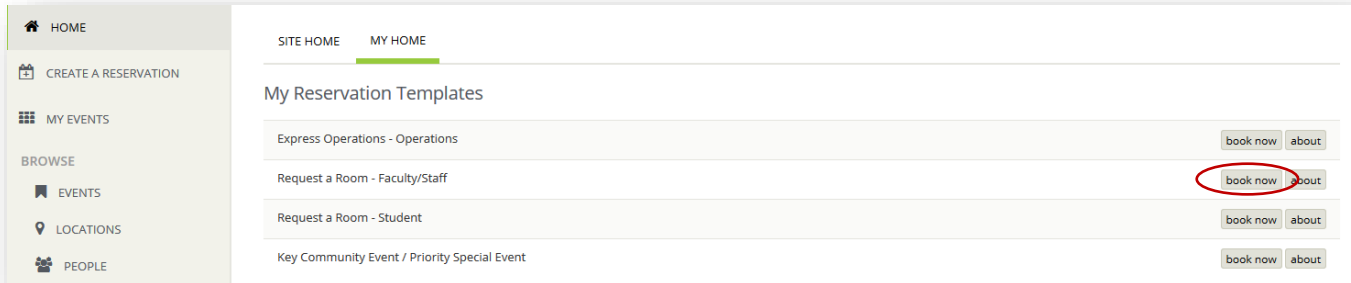 HOME
CREATE A RESERVATION
MY EVENTS
BROWSE
EVENTS
LOCATIONS
PEOPLE
SITE HOME MY HOME
My Reservation Templates
Express Operations - Operations book now about
Request a Room - Faculty/Staff book now about
Request a Room - Student book now about
Key Community Event / Priority Special Event book now about